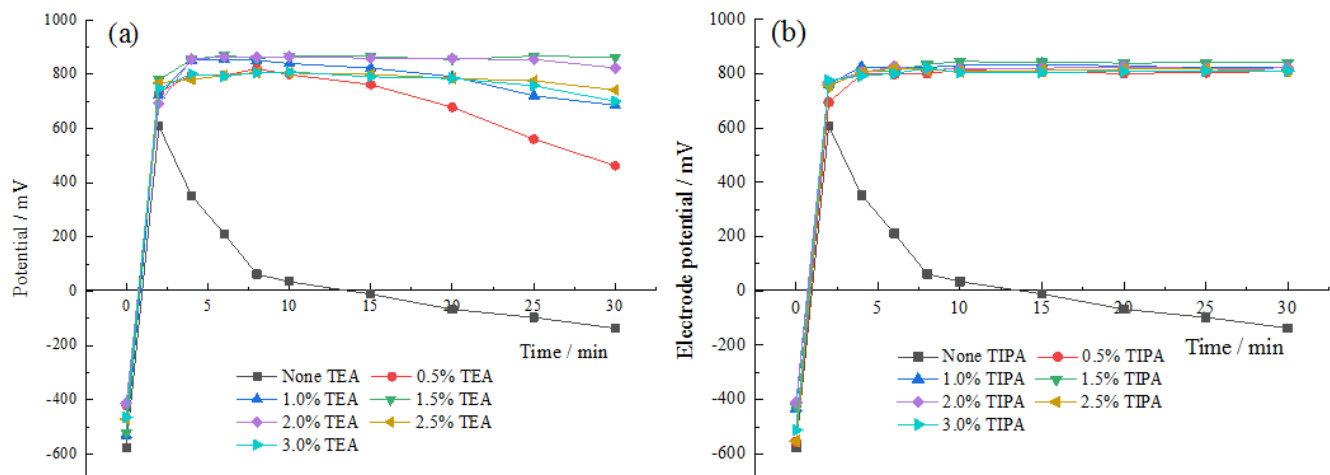 (a)
1000
800
600
400
200
0
-200
-400
-600
Potential / mV
0 5 10 15 20 25 30
Time / min
None TEA 0.5% TEA
1.0% TEA 1.5% TEA
2.0% TEA 2.5% TEA
3.0% TEA
(b)
1000
800
600
400
200
0
-200
-400
-600
Electrode potential / mV
0 5 10 15 20 25 30
Time / min
None TIPA 0.5% TIPA
1.0% TIPA 1.5% TIPA
2.0% TIPA 2.5% TIPA
3.0% TIPA